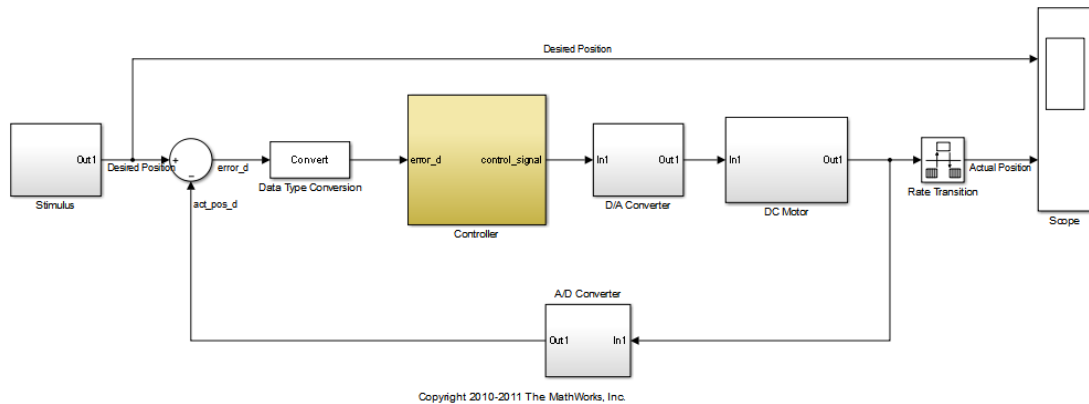 Desired Position
Out1
Stimulus
Desired Position
+
−
error_d
act_pos_d
Convert
Data Type Conversion
error_d
control_signal
Controller
In1
Out1
D/A Converter
In1
Out1
DC Motor
Rate Transition
Actual Position
Scope
A/D Converter
Out1
In1
Copyright 2010-2011 The MathWorks, Inc.